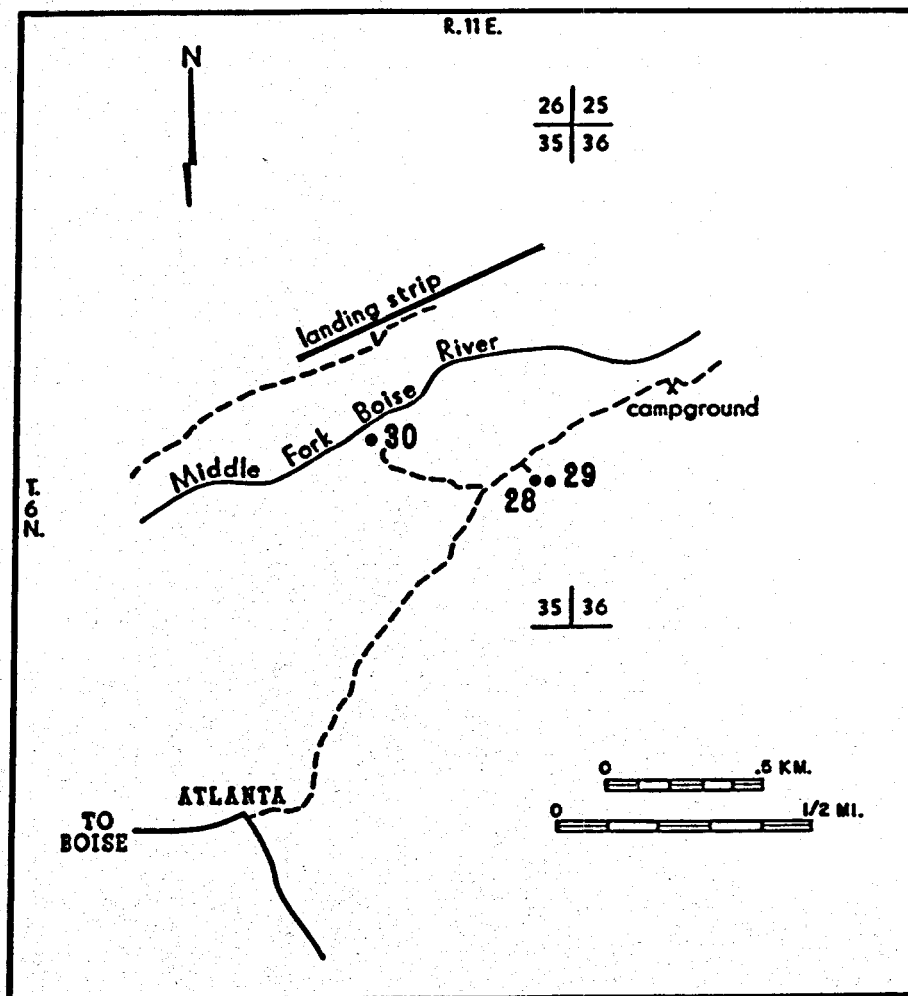 R.11 E.
N
26 25
35 36
landing strip
Middle Fork Boise River
campground
30
28 29
T.
6
N.
35 36
0 .5 KM.
0 1/2 MI.
ATLANTA
TO
BOISE